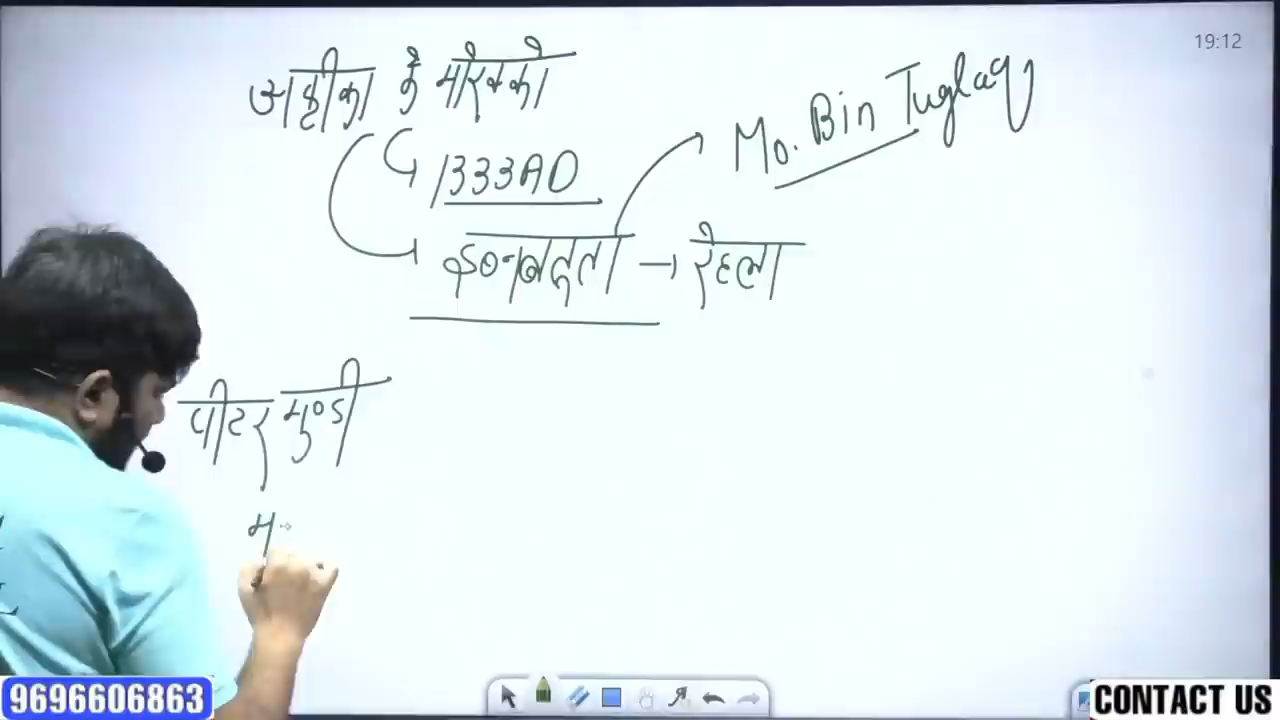 19:12
अफ्रीका के मोरक्को
1333AD
Mo. Bin Tuglaq
इब्नबतूता → रेहला
पीटर मुण्डी
म
9696606863
CONTACT US